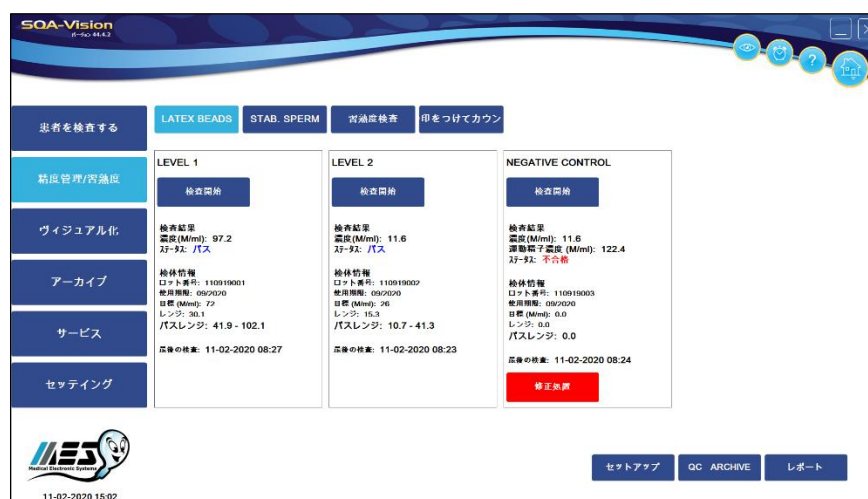 SQA-Vision
バージョン 44.4.2
?
患者を検査する
精度管理/習熟度
ヴィジュアル化
アーカイブ
サービス
セッテイング
LATEX BEADS
STAB. SPERM
習熟度検査
印をつけてカウン
LEVEL 1
検査開始
検査結果
濃度(M/ml): 97.2
ステータス: パス
検体情報
ロット番号: 110919001
使用期限: 09/2020
目標 (M/ml): 72
レンジ: 30.1
パスレンジ: 41.9 - 102.1
最後の検査: 11-02-2020 08:27
LEVEL 2
検査開始
検査結果
濃度(M/ml): 11.6
ステータス: パス
検体情報
ロット番号: 110919002
使用期限: 09/2020
目標 (M/ml): 26
レンジ: 15.3
パスレンジ: 10.7 - 41.3
最後の検査: 11-02-2020 08:23
NEGATIVE CONTROL
検査開始
検査結果
濃度(M/ml): 11.6
運動精子濃度 (M/ml): 122.4
ステータス: 不合格
検体情報
ロット番号: 110919003
使用期限: 09/2020
目標 (M/ml): 0.0
レンジ: 0.0
パスレンジ: 0.0
最後の検査: 11-02-2020 08:24
修正処置
MES
Medical Electronic Systems
11-02-2020 15:02
セットアップ
QC ARCHIVE
レポート